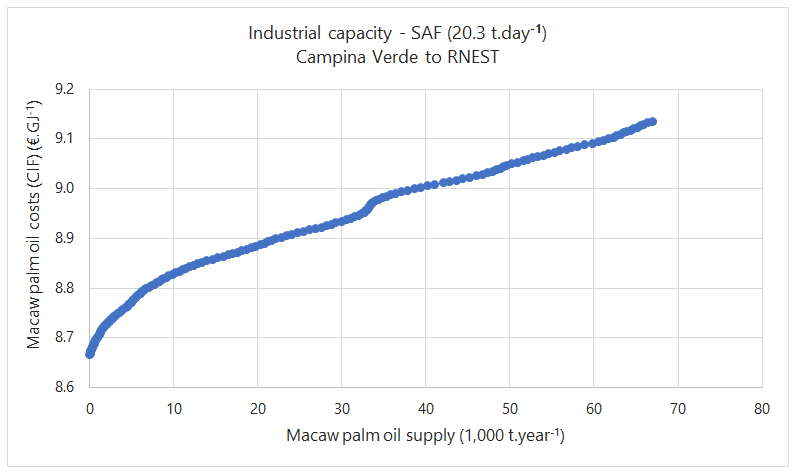 Industrial capacity - SAF (20.3 t.day⁻¹)
Campina Verde to RNEST
Macaw palm oil costs (CIF) (€.GJ⁻¹)
9.2
9.1
9.0
8.9
8.8
8.7
8.6
0 10 20 30 40 50 60 70 80
Macaw palm oil supply (1,000 t.year⁻¹)